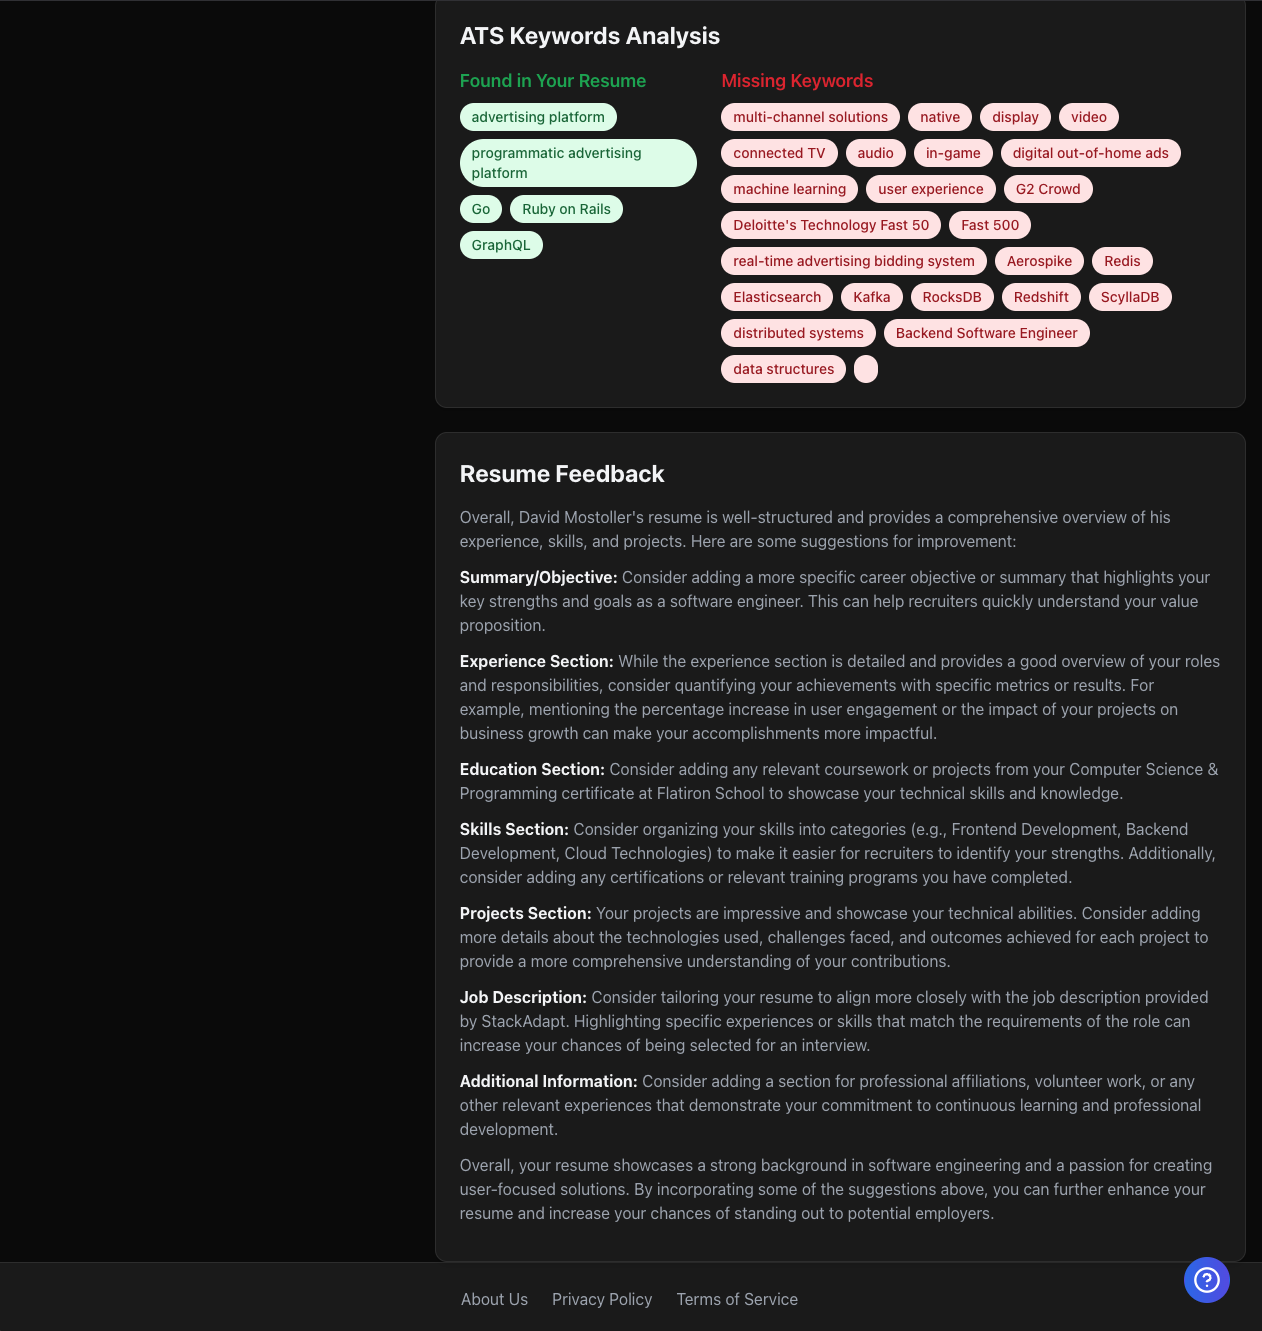 ATS Keywords Analysis
Found in Your Resume
advertising platform
programmatic advertising
platform
Go Ruby on Rails
GraphQL
Missing Keywords
multi-channel solutions native display video
connected TV audio in-game digital out-of-home ads
machine learning user experience G2 Crowd
Deloitte's Technology Fast 50 Fast 500
real-time advertising bidding system Aerospike Redis
Elasticsearch Kafka RocksDB Redshift ScyllaDB
distributed systems Backend Software Engineer
data structures
Resume Feedback
Overall, David Mostoller's resume is well-structured and provides a comprehensive overview of his
experience, skills, and projects. Here are some suggestions for improvement:
Summary/Objective: Consider adding a more specific career objective or summary that highlights your
key strengths and goals as a software engineer. This can help recruiters quickly understand your value
proposition.
Experience Section: While the experience section is detailed and provides a good overview of your roles
and responsibilities, consider quantifying your achievements with specific metrics or results. For
example, mentioning the percentage increase in user engagement or the impact of your projects on
business growth can make your accomplishments more impactful.
Education Section: Consider adding any relevant coursework or projects from your Computer Science &
Programming certificate at Flatiron School to showcase your technical skills and knowledge.
Skills Section: Consider organizing your skills into categories (e.g., Frontend Development, Backend
Development, Cloud Technologies) to make it easier for recruiters to identify your strengths. Additionally,
consider adding any certifications or relevant training programs you have completed.
Projects Section: Your projects are impressive and showcase your technical abilities. Consider adding
more details about the technologies used, challenges faced, and outcomes achieved for each project to
provide a more comprehensive understanding of your contributions.
Job Description: Consider tailoring your resume to align more closely with the job description provided
by StackAdapt. Highlighting specific experiences or skills that match the requirements of the role can
increase your chances of being selected for an interview.
Additional Information: Consider adding a section for professional affiliations, volunteer work, or any
other relevant experiences that demonstrate your commitment to continuous learning and professional
development.
Overall, your resume showcases a strong background in software engineering and a passion for creating
user-focused solutions. By incorporating some of the suggestions above, you can further enhance your
resume and increase your chances of standing out to potential employers.
About Us Privacy Policy Terms of Service